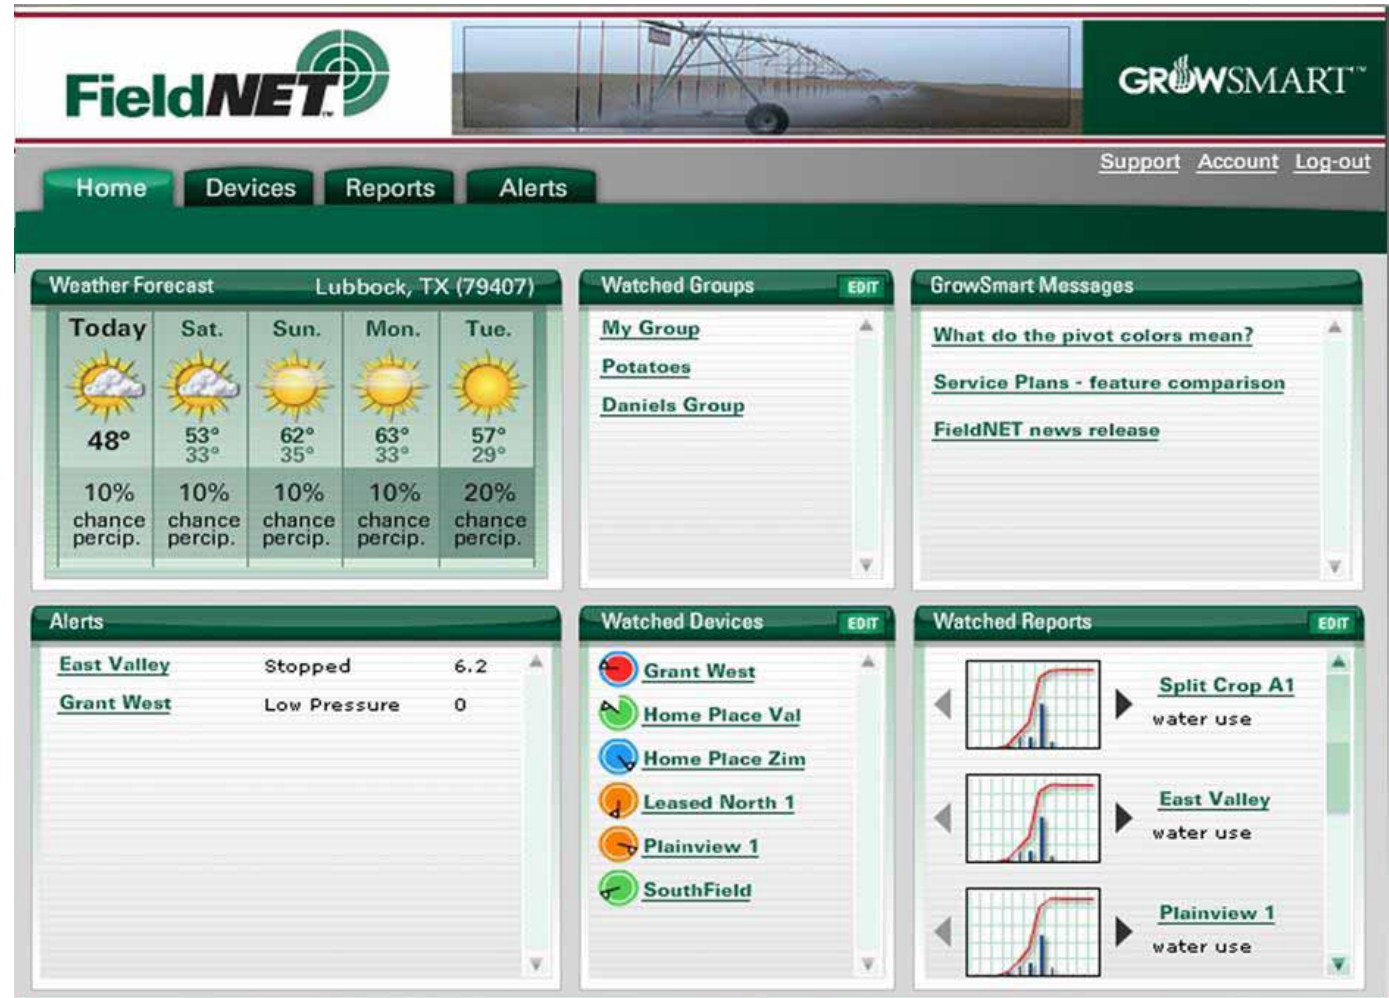 FieldNET™
GROWSMART™
Support Account Log-out
Home Devices Reports Alerts
Weather Forecast Lubbock, TX (79407)
Today Sat. Sun. Mon. Tue.
48° 53° 62° 63° 57°
33° 35° 33° 29°
10% 10% 10% 10% 20%
chance chance chance chance chance
percip. percip. percip. percip. percip.
Watched Groups EDIT
My Group
Potatoes
Daniels Group
GrowSmart Messages
What do the pivot colors mean?
Service Plans - feature comparison
FieldNET news release
Alerts
East Valley Stopped 6.2
Grant West Low Pressure 0
Watched Devices EDIT
Grant West
Home Place Val
Home Place Zim
Leased North 1
Plainview 1
SouthField
Watched Reports EDIT
Split Crop A1
water use
East Valley
water use
Plainview 1
water use